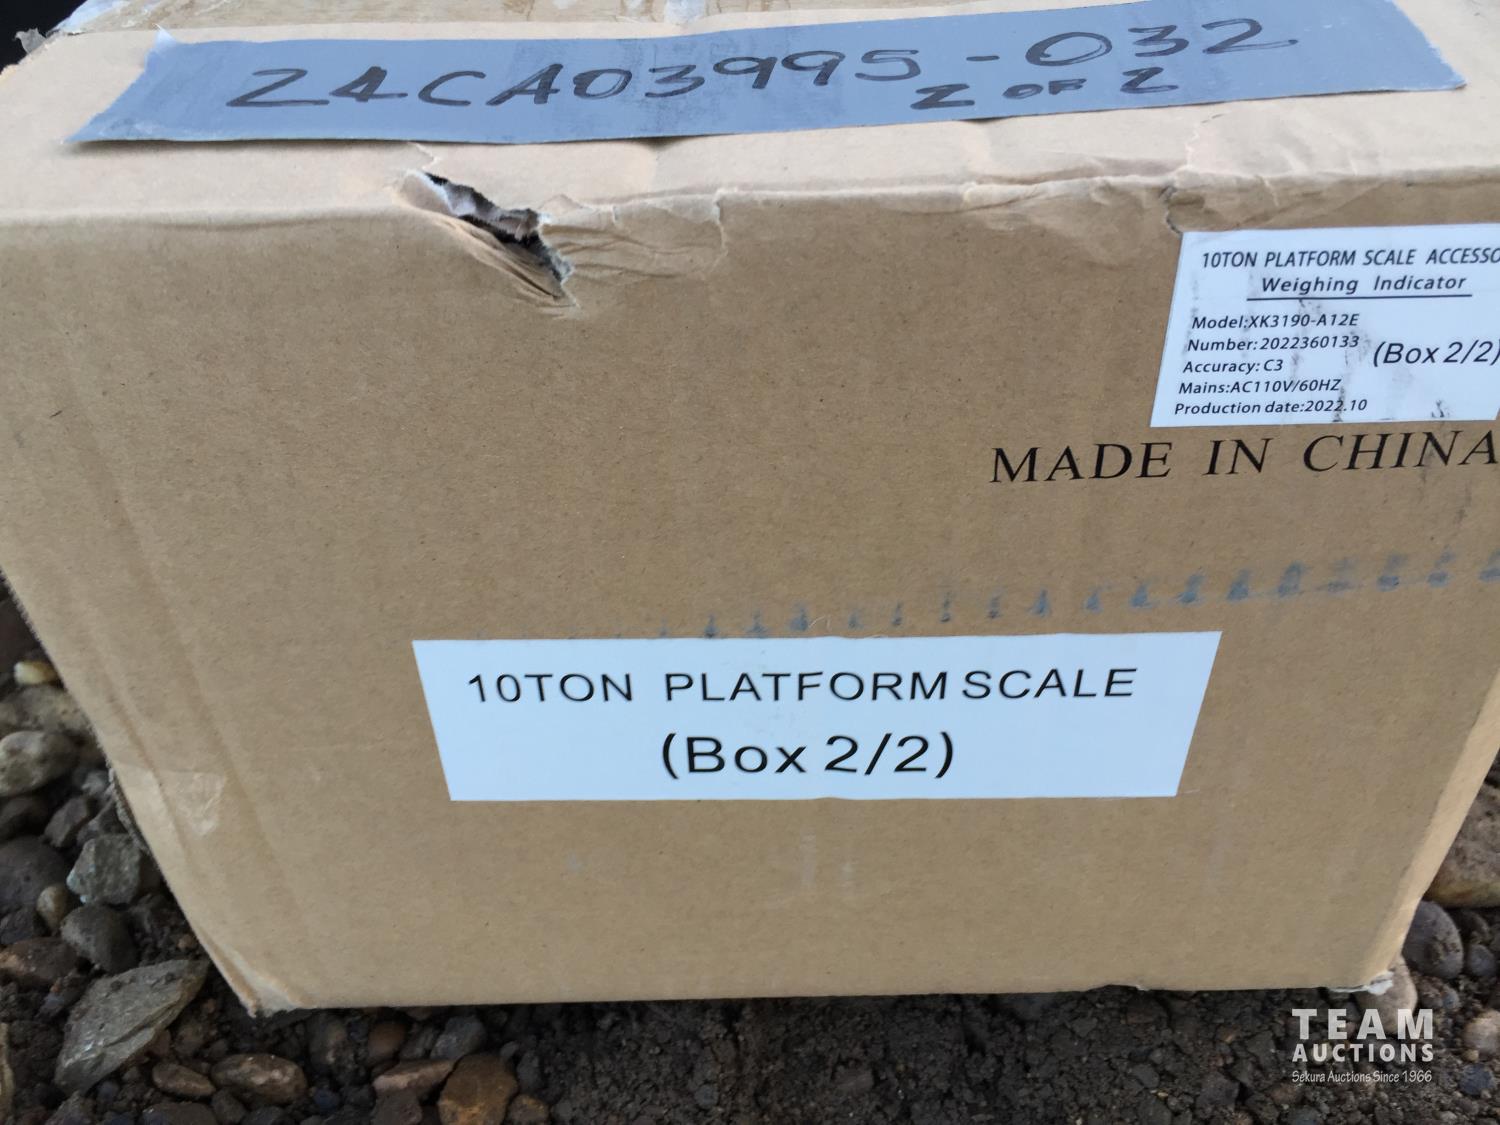 24CA03995-032
2 OF 2
10TON PLATFORM SCALE ACCESSO
Weighing Indicator
Model:XK3190-A12E
Number:2022360133
(Box 2/2)
Accuracy:C3
Mains:AC110V/60HZ
Production date:2022.10
MADE IN CHINA
10TON PLATFORM SCALE
(Box 2/2)
TEAM
AUCTIONS
Sekura Auctions Since 1966